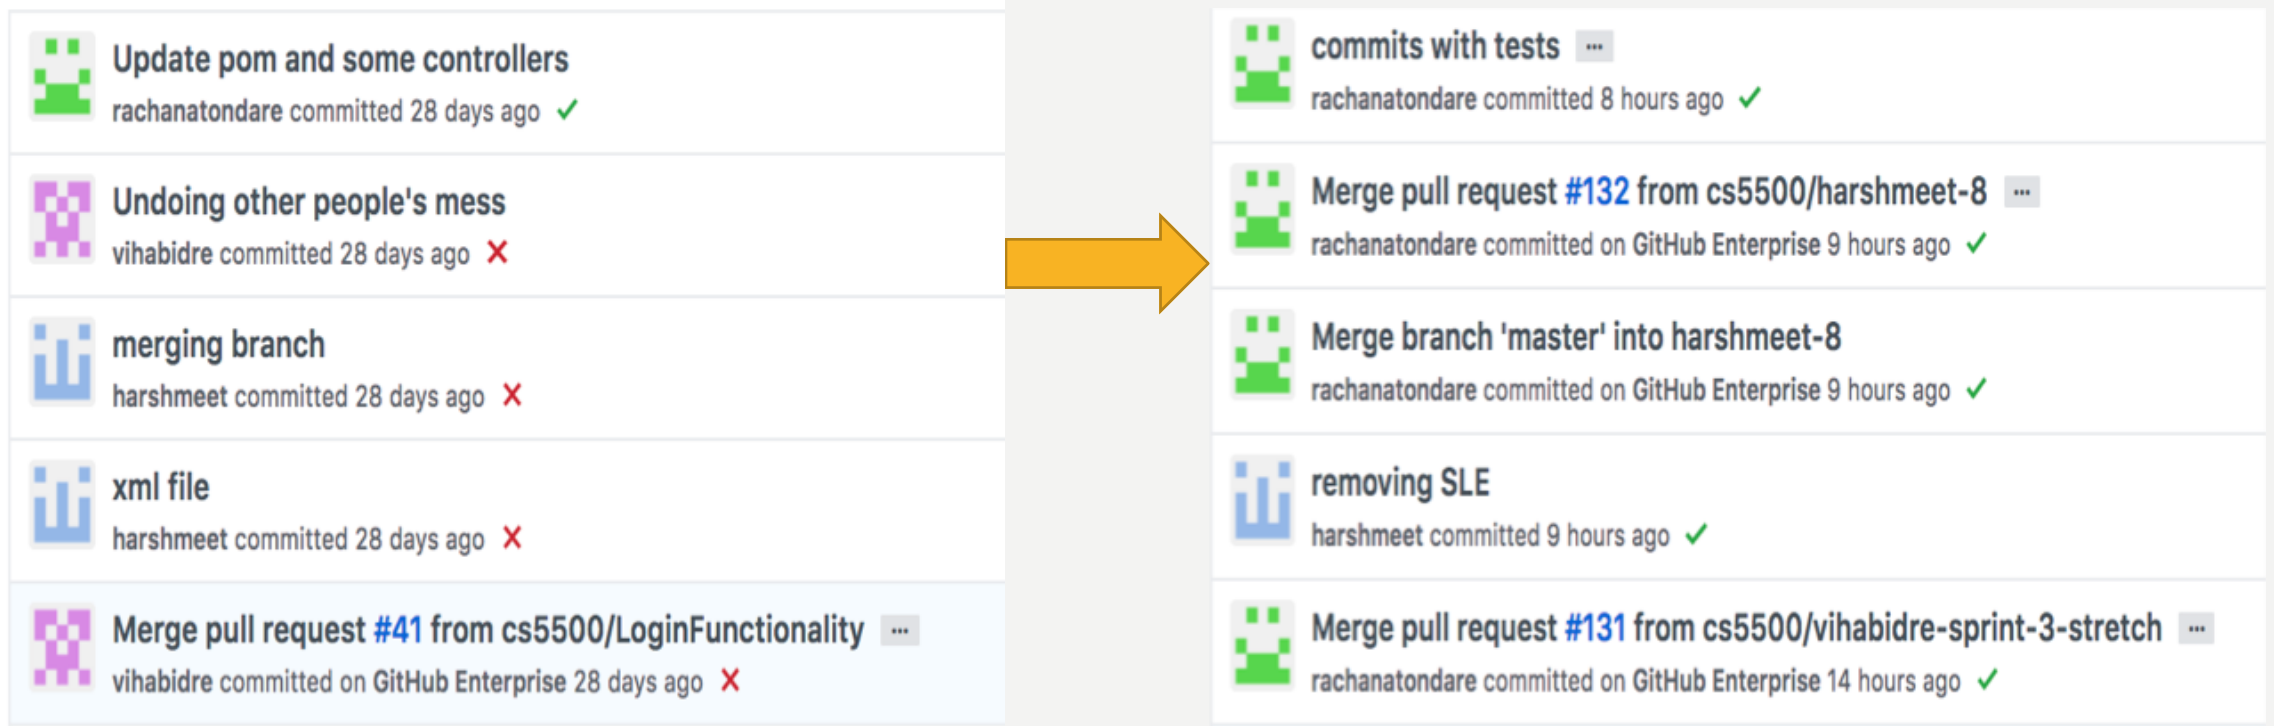 Update pom and some controllers
rachanatondare committed 28 days ago
Undoing other people's mess
vihabidre committed 28 days ago
merging branch
harshmeet committed 28 days ago
xml file
harshmeet committed 28 days ago
Merge pull request #41 from cs5500/LoginFunctionality ...
vihabidre committed on GitHub Enterprise 28 days ago
commits with tests ...
rachanatondare committed 8 hours ago
Merge pull request #132 from cs5500/harshmeet-8 ...
rachanatondare committed on GitHub Enterprise 9 hours ago
Merge branch 'master' into harshmeet-8
rachanatondare committed on GitHub Enterprise 9 hours ago
removing SLE
harshmeet committed 9 hours ago
Merge pull request #131 from cs5500/vihabidre-sprint-3-stretch ...
rachanatondare committed on GitHub Enterprise 14 hours ago